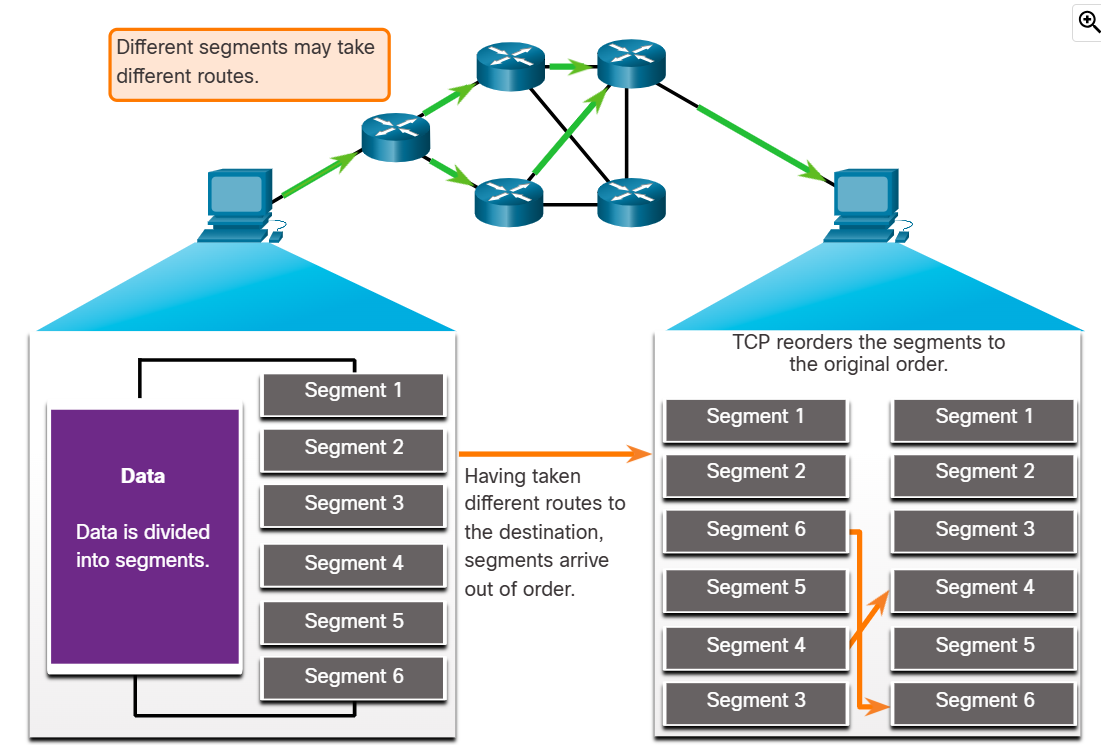 Different segments may take
different routes.
Data
Data is divided
into segments.
Segment 1
Segment 2
Segment 3
Segment 4
Segment 5
Segment 6
Having taken
different routes to
the destination,
segments arrive
out of order.
TCP reorders the segments to
the original order.
Segment 1
Segment 2
Segment 6
Segment 5
Segment 4
Segment 3
Segment 1
Segment 2
Segment 3
Segment 4
Segment 5
Segment 6